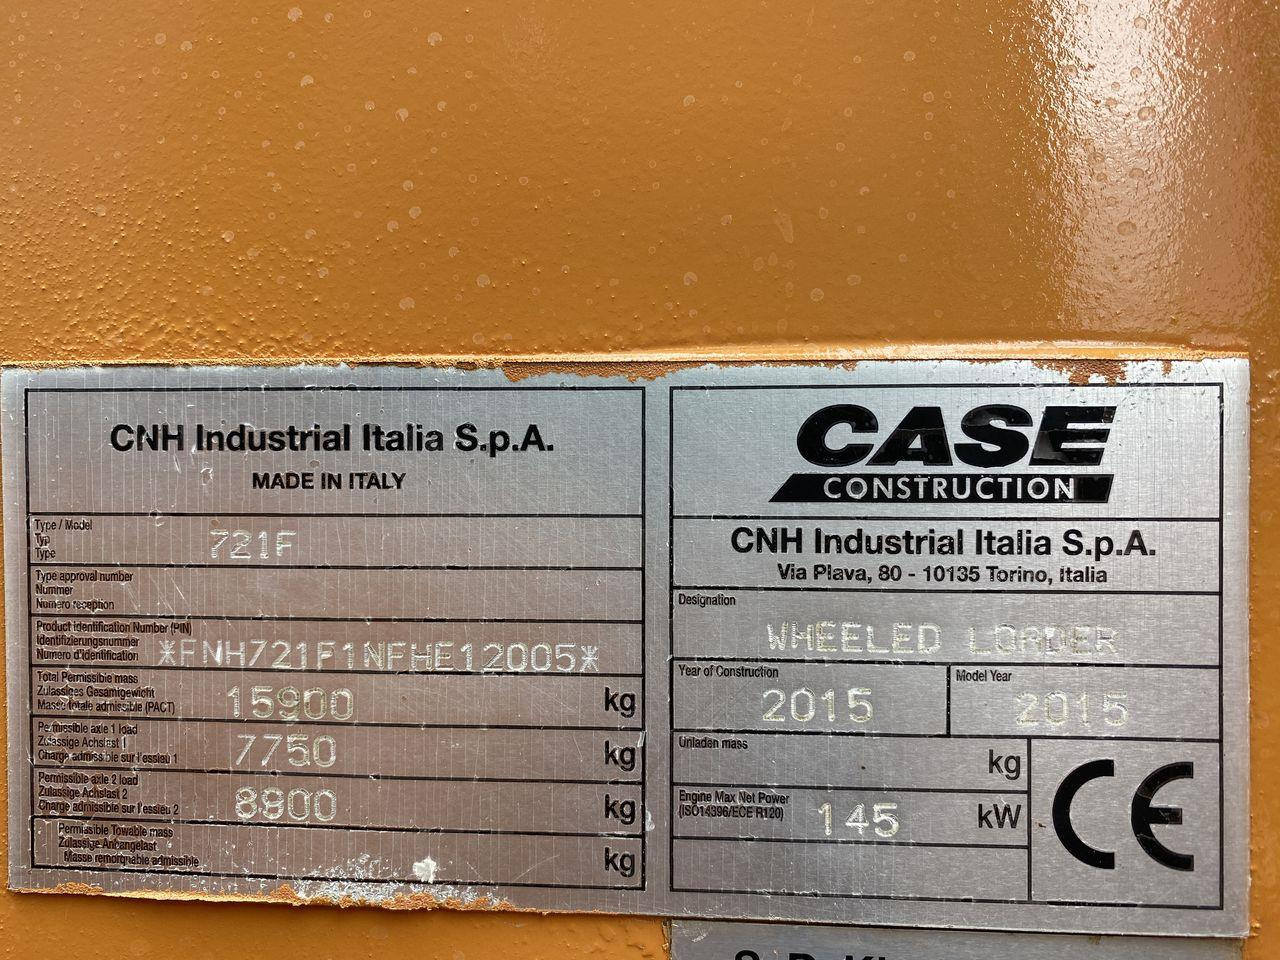 CNH Industrial Italia S.p.A.
MADE IN ITALY
Type / Model
Typ
Type
721F
Type approval number
Nummer
Numero reception
Product Identification Number (PIN)
Identifizierungsnummer
Numero d'identification
*FNH721F1NFHE12005*
Total Permissible mass
Zulassiges Gesamtgewicht
Masse totale admissible (PACT)
15900 kg
Permissible axle 1 load
Zulassige Achslast 1
Charge admissible sur l'essieu 1
7750 kg
Permissible axle 2 load
Zulassige Achslast 2
Charge admissible sur l'essieu 2
8900 kg
Permissible Towable mass
Zulassige Anhangelast
Masse remorquable admissible
kg
CASE
CONSTRUCTION
CNH Industrial Italia S.p.A.
Via Plava, 80 - 10135 Torino, Italia
Designation
WHEELED LOADER
Year of Construction
2015
Model Year
2015
Unladen mass
kg
Engine Max Net Power
(ISO14396/ECE R120)
145 kW
CE